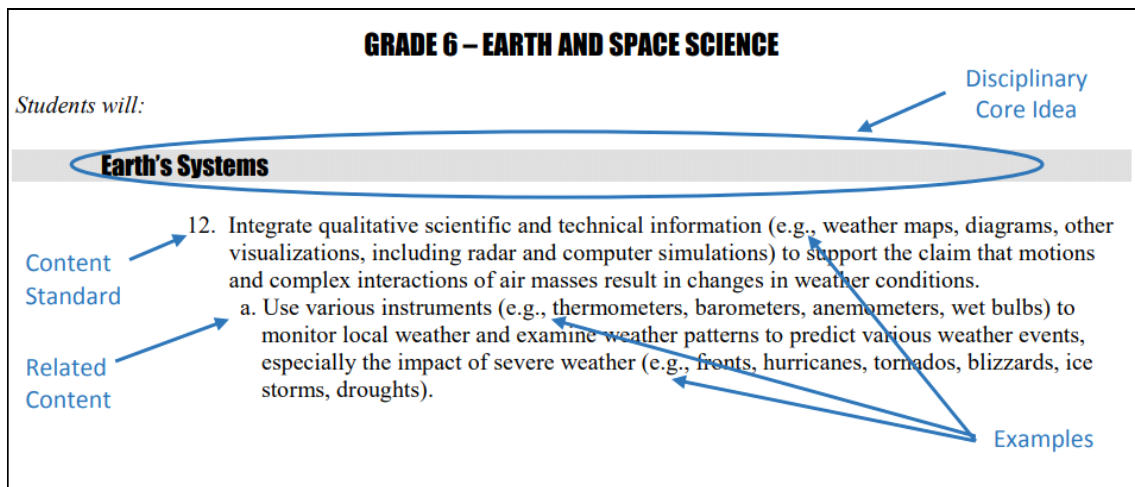 GRADE 6 – EARTH AND SPACE SCIENCE
Disciplinary
Core Idea
Students will:
Earth's Systems
12. Integrate qualitative scientific and technical information (e.g., weather maps, diagrams, other
visualizations, including radar and computer simulations) to support the claim that motions
and complex interactions of air masses result in changes in weather conditions.
Content
Standard
a. Use various instruments (e.g., thermometers, barometers, anemometers, wet bulbs) to
monitor local weather and examine weather patterns to predict various weather events,
especially the impact of severe weather (e.g., fronts, hurricanes, tornados, blizzards, ice
storms, droughts).
Related
Content
Examples